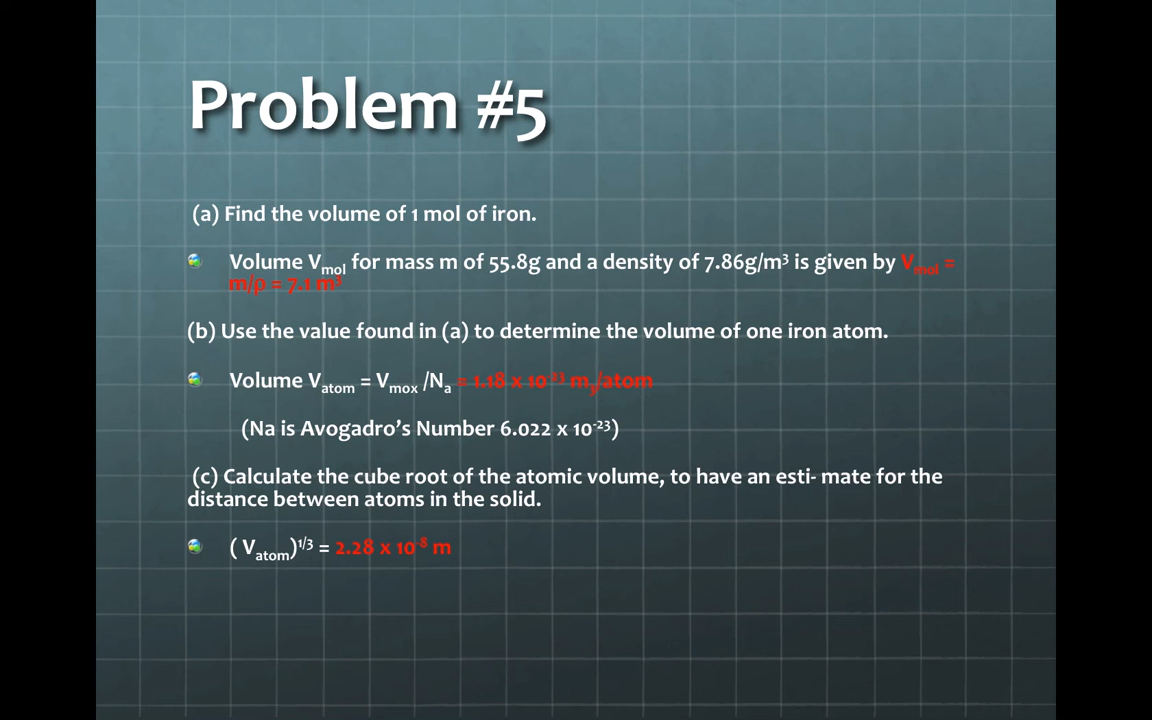 Problem #5
(a) Find the volume of 1 mol of iron.
Volume Vmol for mass m of 55.8g and a density of 7.86g/m³ is given by Vmol =
m/ρ = 7.1 m³
(b) Use the value found in (a) to determine the volume of one iron atom.
Volume Vatom = Vmox /Na = 1.18 x 10⁻²³ m₃/atom
(Na is Avogadro’s Number 6.022 x 10⁻²³)
(c) Calculate the cube root of the atomic volume, to have an esti- mate for the
distance between atoms in the solid.
( Vatom)¹/³ = 2.28 x 10⁻⁸ m